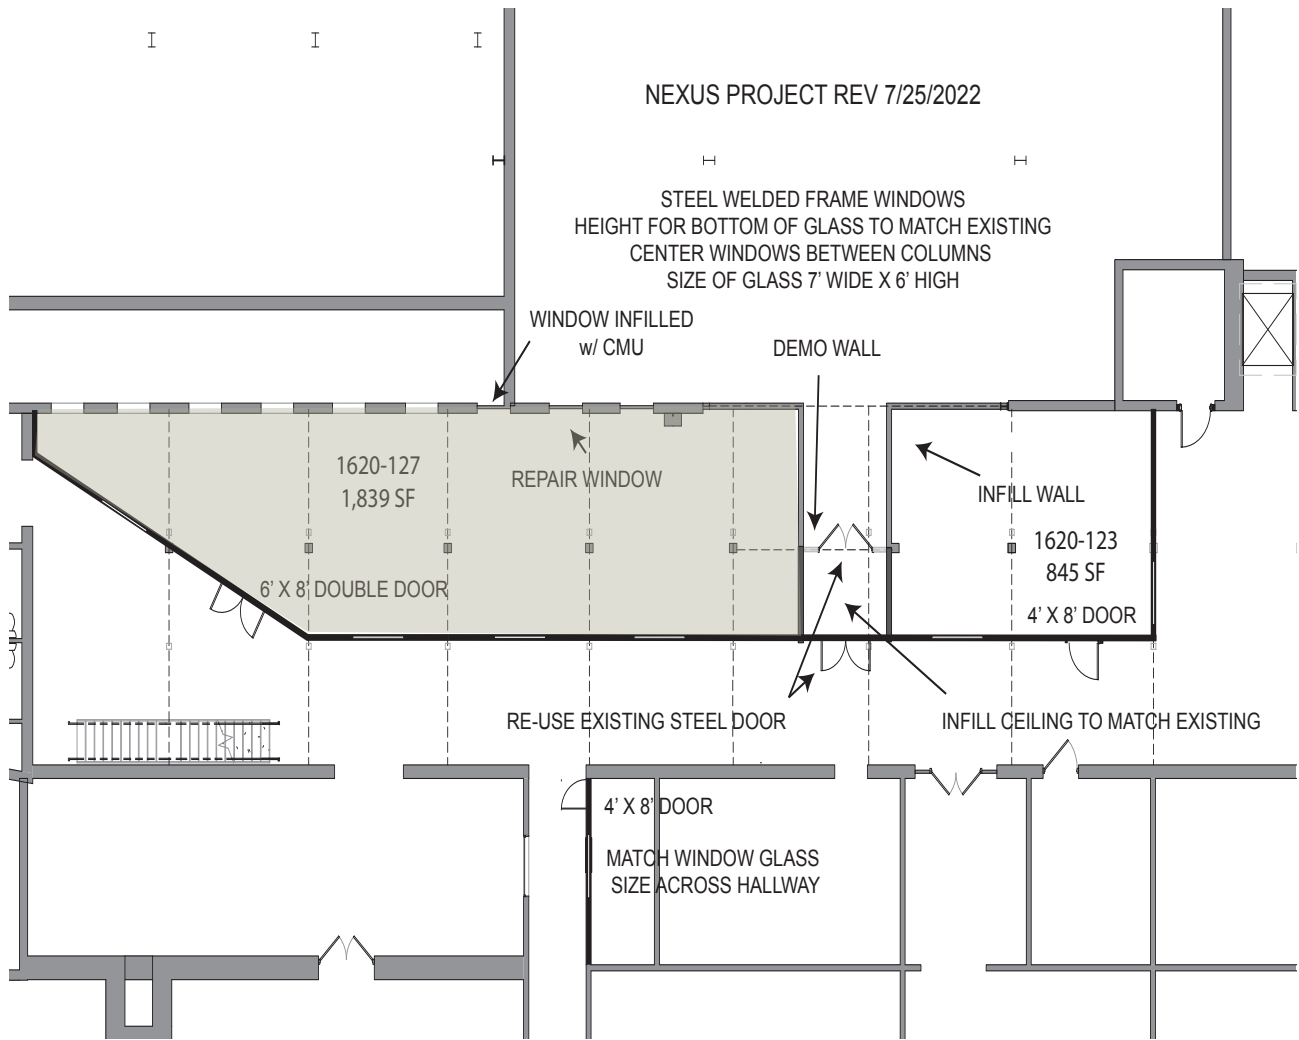 NEXUS PROJECT REV 7/25/2022
STEEL WELDED FRAME WINDOWS
HEIGHT FOR BOTTOM OF GLASS TO MATCH EXISTING
CENTER WINDOWS BETWEEN COLUMNS
SIZE OF GLASS 7' WIDE X 6' HIGH
WINDOW INFILLED
w/ CMU
DEMO WALL
1620-127
1,839 SF
REPAIR WINDOW
INFILL WALL
1620-123
845 SF
6' X 8' DOUBLE DOOR
4' X 8' DOOR
RE-USE EXISTING STEEL DOOR
INFILL CEILING TO MATCH EXISTING
4' X 8' DOOR
MATCH WINDOW GLASS
SIZE ACROSS HALLWAY